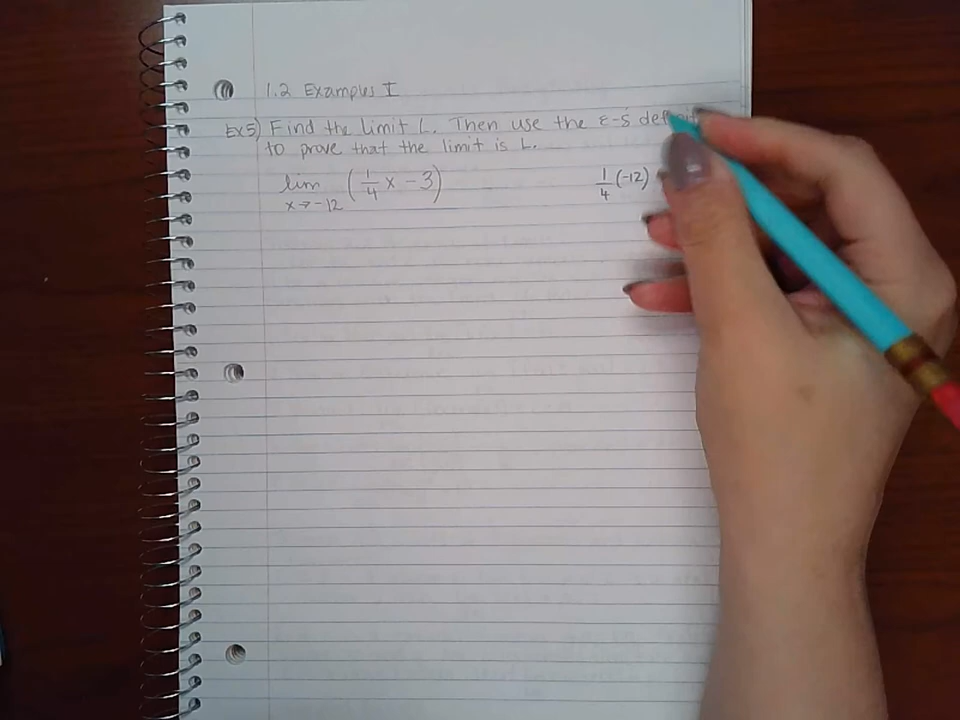 1.2 Examples I
Ex5) Find the limit L. Then use the ε-δ
to prove that the limit is L.
lim x→-12 (1/4 x - 3)
1/4 (-12)